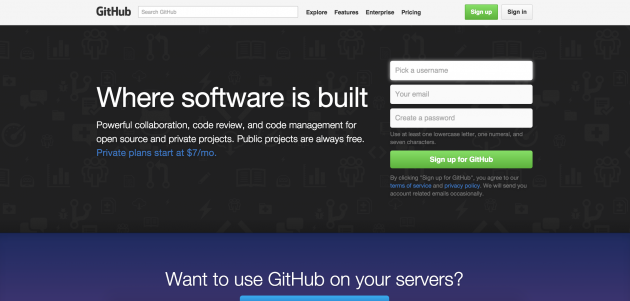 GitHub
Search GitHub
Explore Features Enterprise Pricing
Sign up
Sign in
Where software is built
Powerful collaboration, code review, and code management for
open source and private projects. Public projects are always free.
Private plans start at $7/mo.
Pick a username
Your email
Create a password
Use at least one lowercase letter, one numeral, and
seven characters.
Sign up for GitHub
By clicking "Sign up for GitHub", you agree to our
terms of service and privacy policy. We will send you
account related emails occasionally.
Want to use GitHub on your servers?